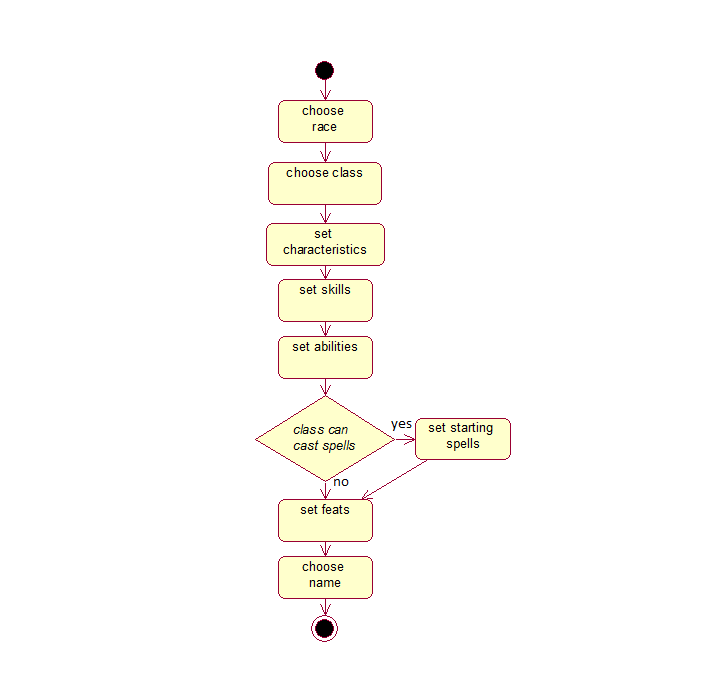 choose
race
choose class
set
characteristics
set skills
set abilities
class can
cast spells
yes
set starting
spells
no
set feats
choose
name